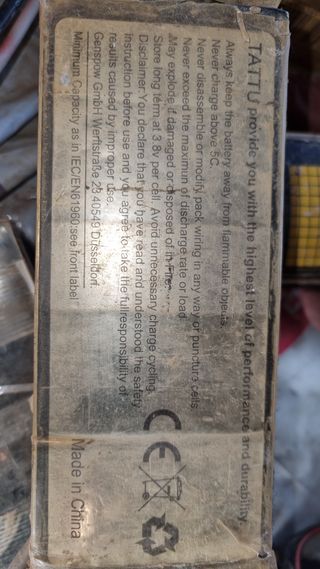 TATTU provide you with the highest level of performance and durability.
Always keep the battery away from flammable objects.
Never charge above 5C.
Never disassemble or modify pack wiring in any way or puncture cells.
Never exceed the maximun of discharge rate or load.
May explode if damaged or disposed of in Fire.
Store long term at 3.8v per cell. Avoid unnecessary charge cycling.
Disclaimer: You declare that you have read and understood the safety
instruction before use and you agree to take the full responsibility of
results caused by improper use.
Genspow GmbH Werftstraße 25 40549 Düsseldorf.
Minimum Capacity as in IEC/EN61960:see front label
CE
Made in China